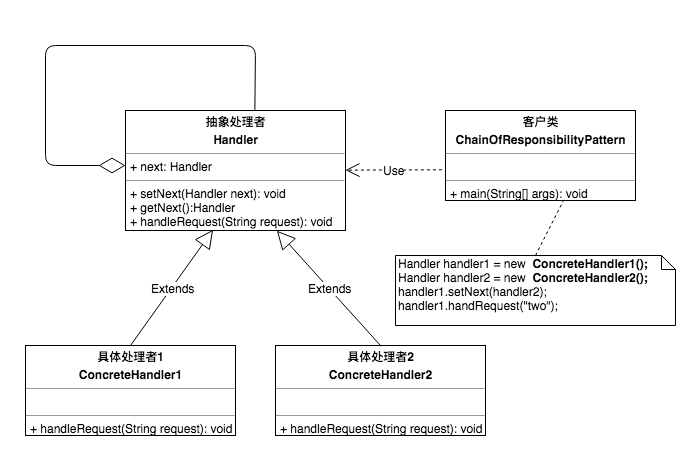 抽象处理者
Handler
+ next: Handler
+ setNext(Handler next): void
+ getNext():Handler
+ handleRequest(String request): void
Use
客户类
ChainOfResponsibilityPattern
+ main(String[] args): void
Handler handler1 = new ConcreteHandler1();
Handler handler2 = new ConcreteHandler2();
handler1.setNext(handler2);
handler1.handRequest("two");
Extends
Extends
具体处理者1
ConcreteHandler1
+ handleRequest(String request): void
具体处理者2
ConcreteHandler2
+ handleRequest(String request): void